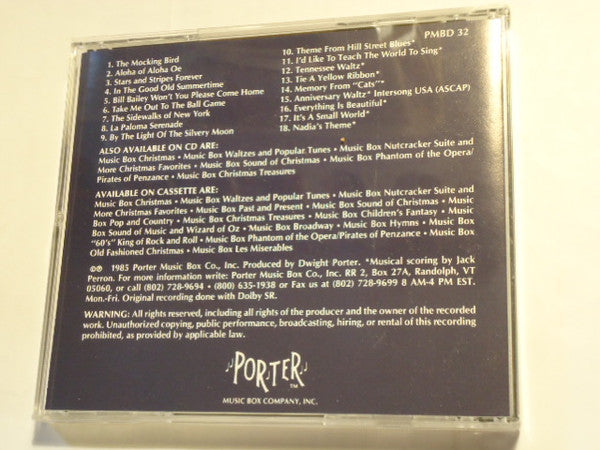 PMBD 32
1. The Mocking Bird
2. Aloha of Aloha Oe
3. Stars and Stripes Forever
4. In The Good Old Summertime
5. Bill Bailey Won't You Please Come Home
6. Take Me Out To The Ball Game
7. The Sidewalks of New York
8. La Paloma Serenade
9. By The Light Of The Silvery Moon
10. Theme From Hill Street Blues*
11. I'd Like To Teach The World To Sing*
12. Tennessee Waltz*
13. Tie A Yellow Ribbon*
14. Memory From "Cats"*
15. Anniversary Waltz* Intersong USA (ASCAP)
16. Everything Is Beautiful*
17. It's A Small World*
18. Nadia's Theme*
ALSO AVAILABLE ON CD ARE:
Music Box Christmas • Music Box Waltzes and Popular Tunes • Music Box Nutcracker Suite and
More Christmas Favorites • Music Box Sound of Christmas • Music Box Phantom of the Opera/
Pirates of Penzance • Music Box Christmas Treasures
AVAILABLE ON CASSETTE ARE:
Music Box Christmas • Music Box Waltzes and Popular Tunes • Music Box Nutcracker Suite and
More Christmas Favorites • Music Box Past and Present • Music Box Sound of Christmas • Music
Box Pop and Country • Music Box Christmas Treasures • Music Box Children's Fantasy • Music
Box Sound of Music and Wizard of Oz • Music Box Broadway • Music Box Hymns • Music Box
"60's" King of Rock and Roll • Music Box Phantom of the Opera/Pirates of Penzance • Music Box
Old Fashioned Christmas • Music Box Les Miserables
©℗ 1985 Porter Music Box Co., Inc. Produced by Dwight Porter. *Musical scoring by Jack
Perron. For more information write: Porter Music Box Co., Inc. RR 2, Box 27A, Randolph, VT
05060, or call (802) 728-9694 • (800) 635-1938 or Fax us at (802) 728-9699 8 AM-4 PM EST.
Mon.-Fri. Original recording done with Dolby SR.
WARNING: All rights reserved, including all rights of the producer and the owner of the recorded
work. Unauthorized copying, public performance, broadcasting, hiring, or rental of this recording
prohibited, as provided by applicable law.
PORTER™
MUSIC BOX COMPANY, INC.